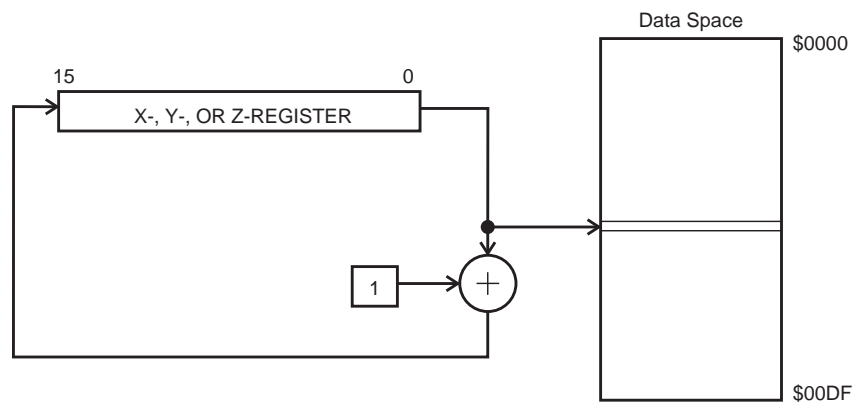 Data Space
$0000
15 0
X-, Y-, OR Z-REGISTER
1
+
$00DF